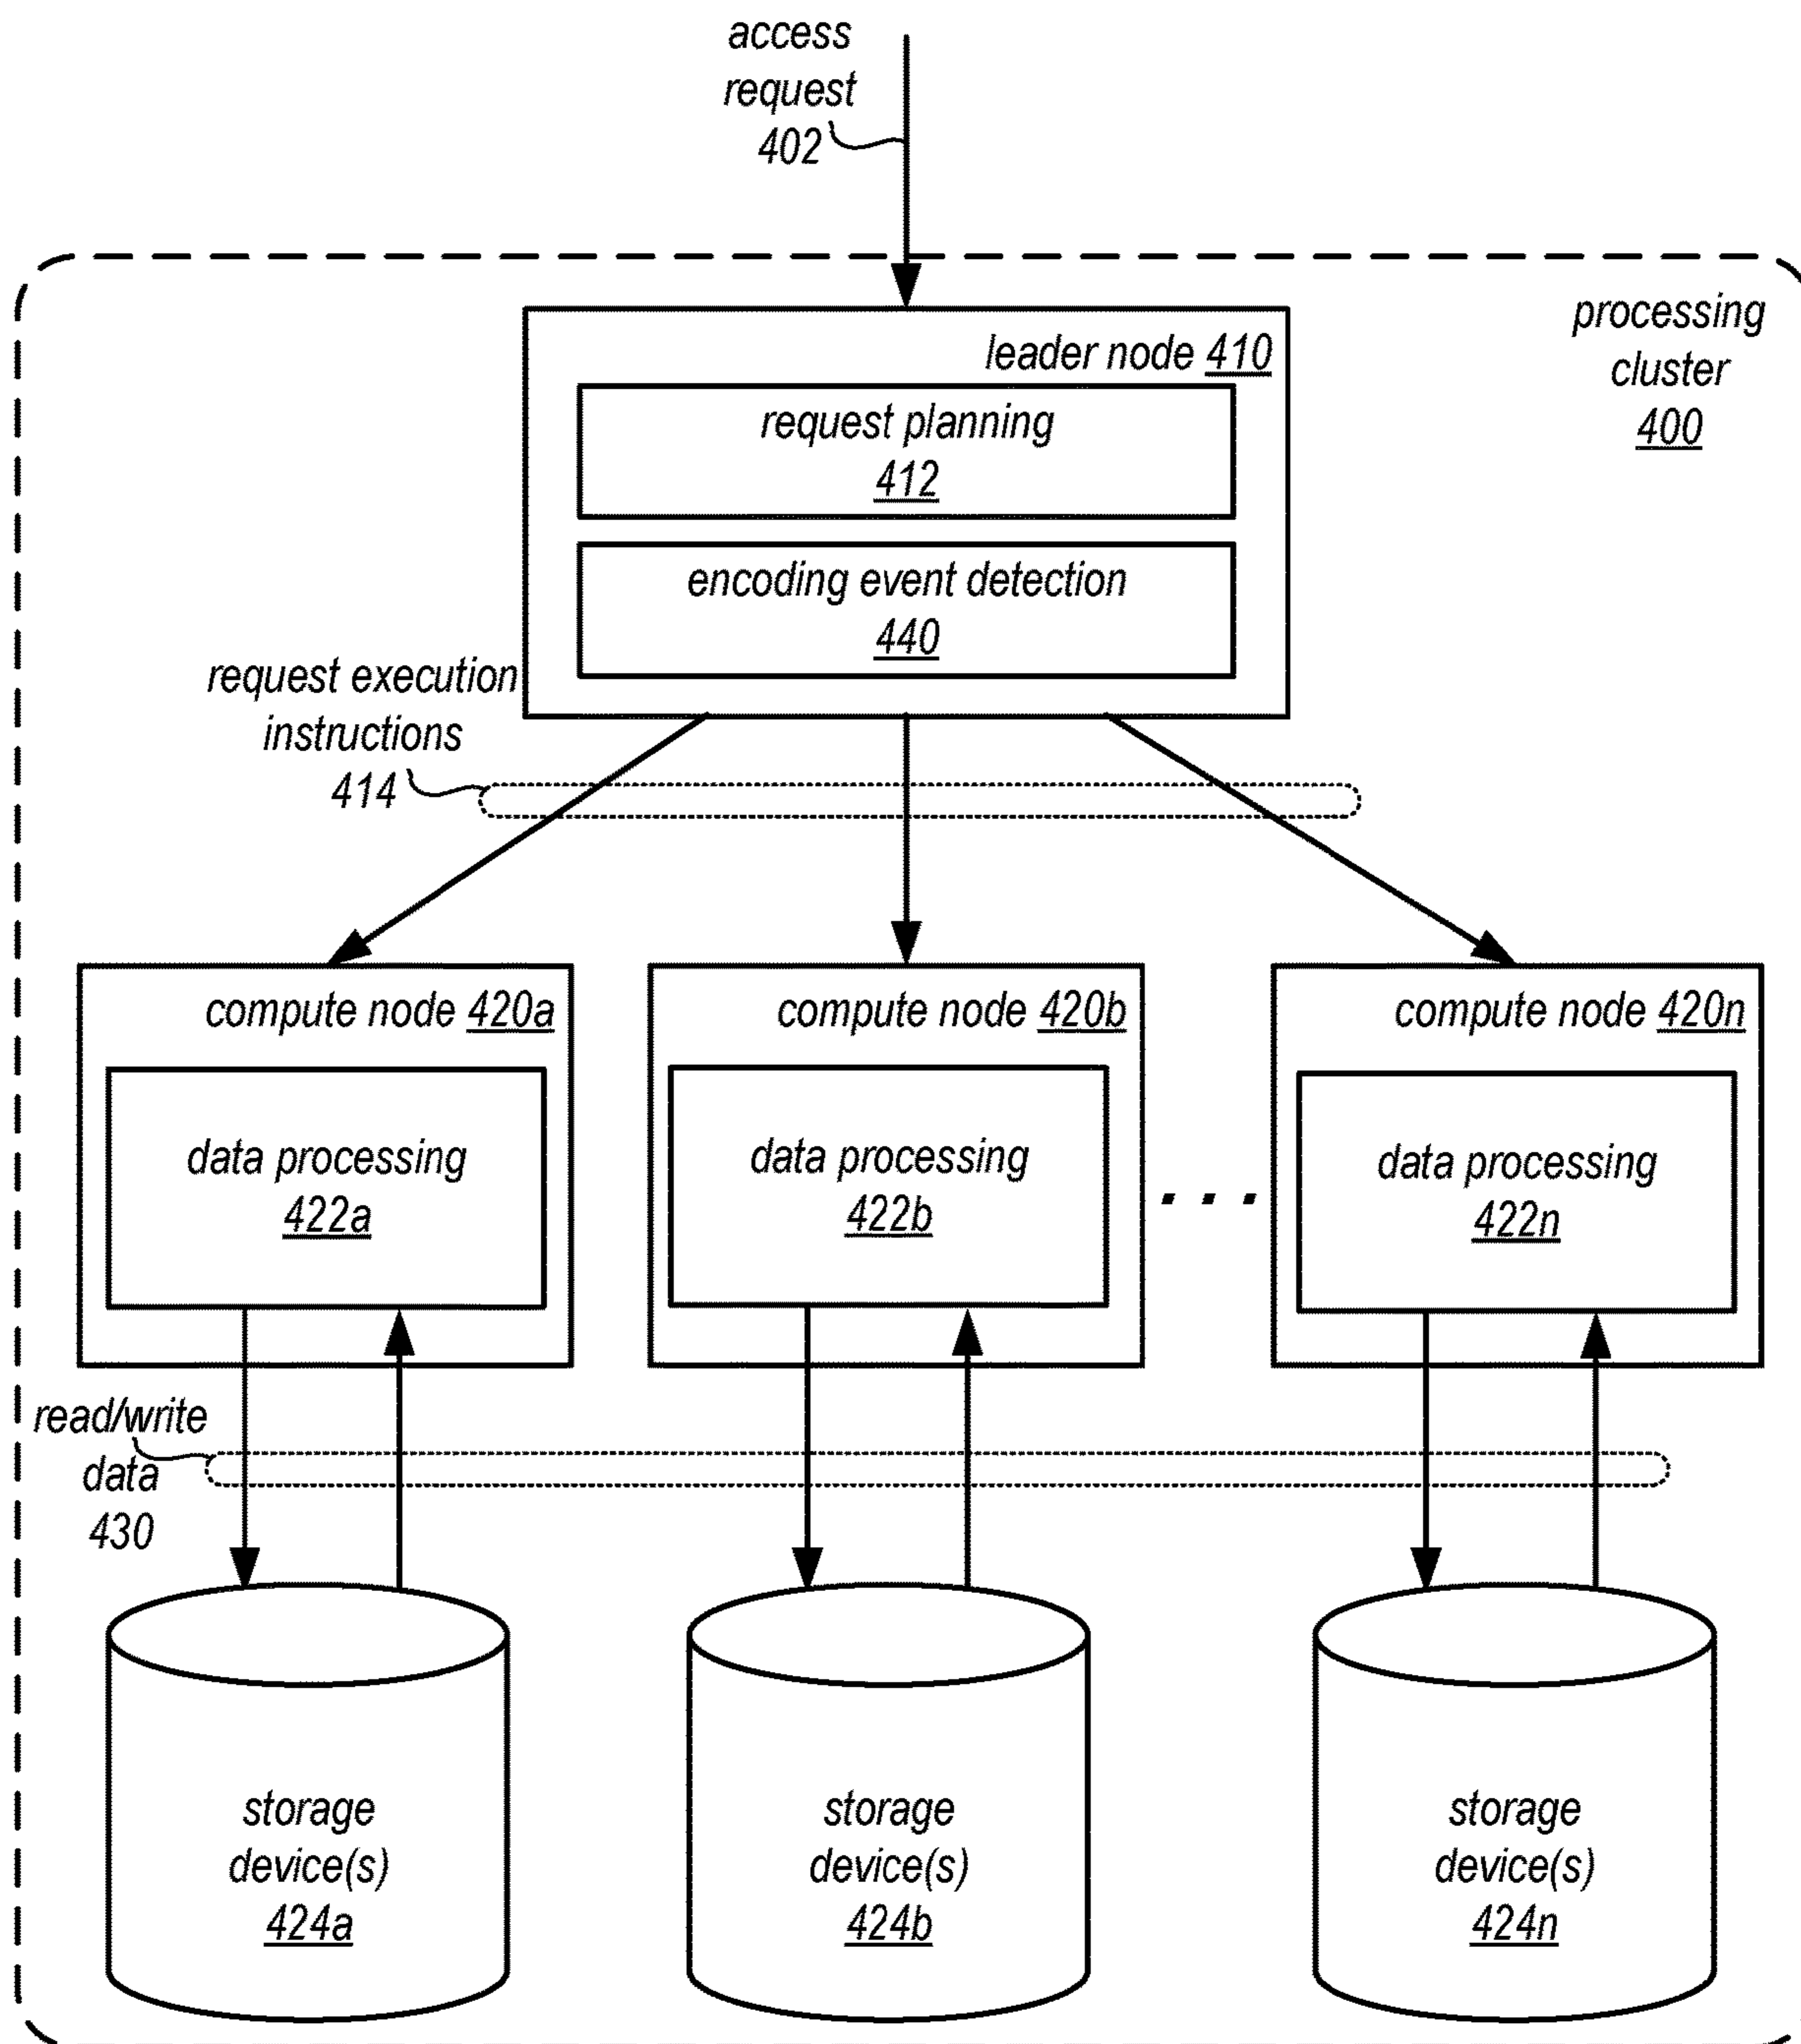 access
request
402
processing
cluster
400
leader node 410
request planning
412
encoding event detection
440
request execution
instructions
414
compute node 420a
data processing
422a
compute node 420b
data processing
422b
. . .
compute node 420n
data processing
422n
read/write
data
430
storage
device(s)
424a
storage
device(s)
424b
storage
device(s)
424n